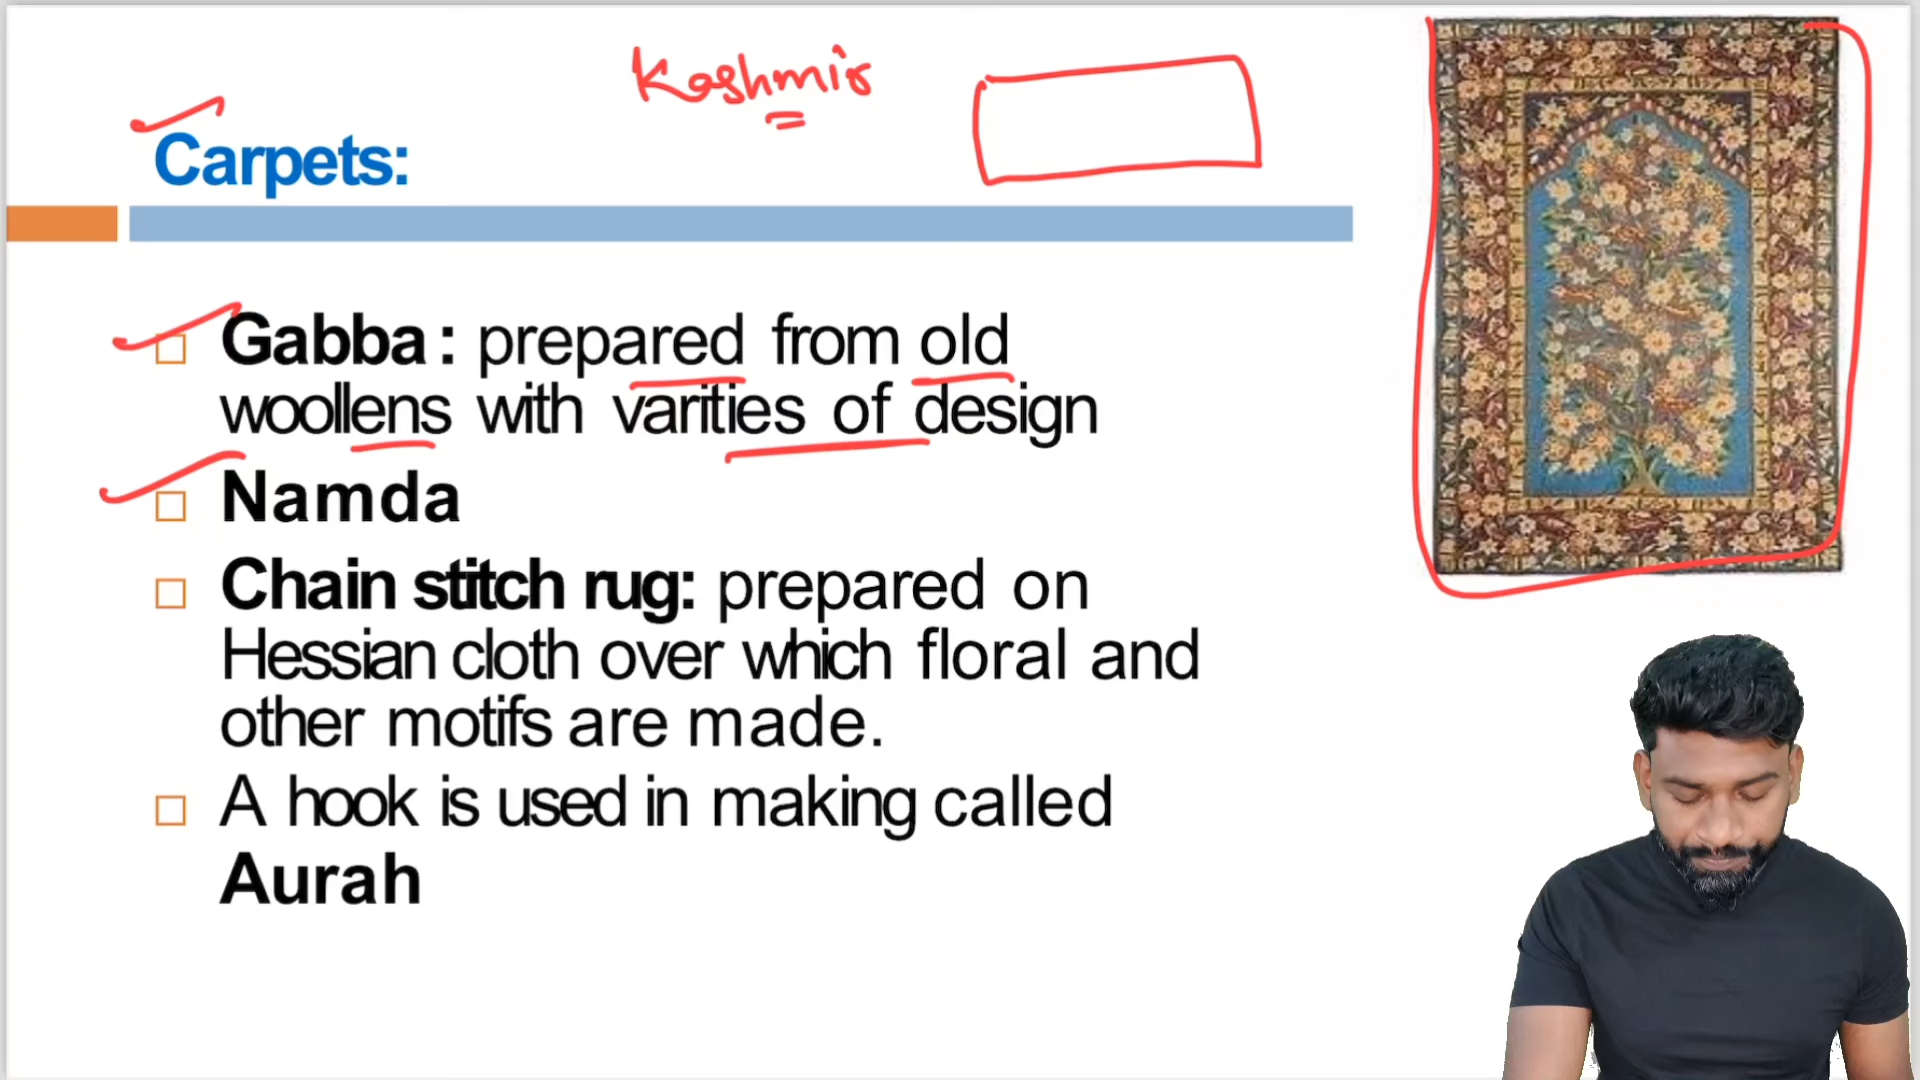 Kashmir
Carpets:
Gabba: prepared from old
woollens with varities of design
Namda
Chain stitch rug: prepared on
Hessian cloth over which floral and
other motifs are made.
A hook is used in making called
Aurah